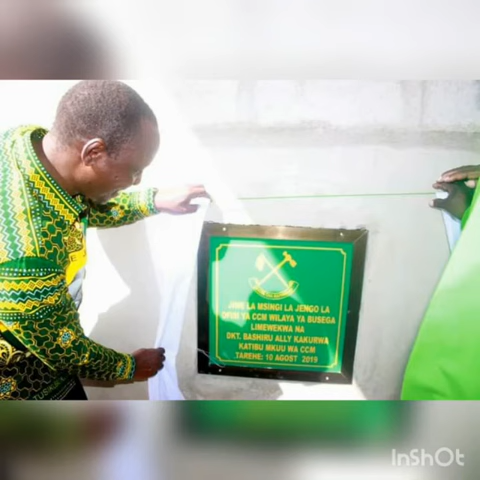 JIWE LA MSINGI LA JENGO LA
OFISI YA CCM WILAYA YA BUSEGA
LIMEWEKWA NA
DKT. BASHIRU ALLY KAKURWA
KATIBU MKUU WA CCM
TAREHE: 10 AGOST 2019
InShOt